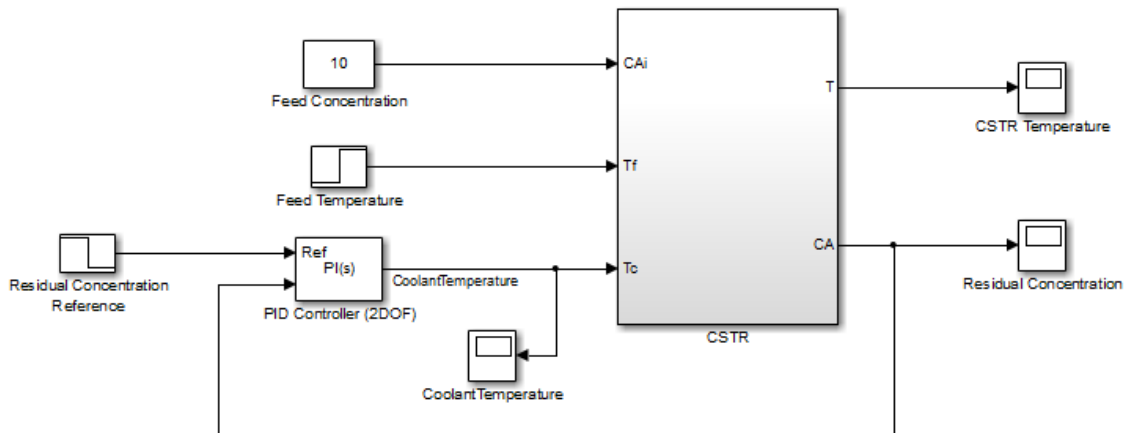 10
CAi
Feed Concentration
T
CSTR Temperature
Tf
Feed Temperature
Ref
PI(s)
CA
Residual Concentration
Reference
Tc
CoolantTemperature
Residual Concentration
PID Controller (2DOF)
CSTR
CoolantTemperature